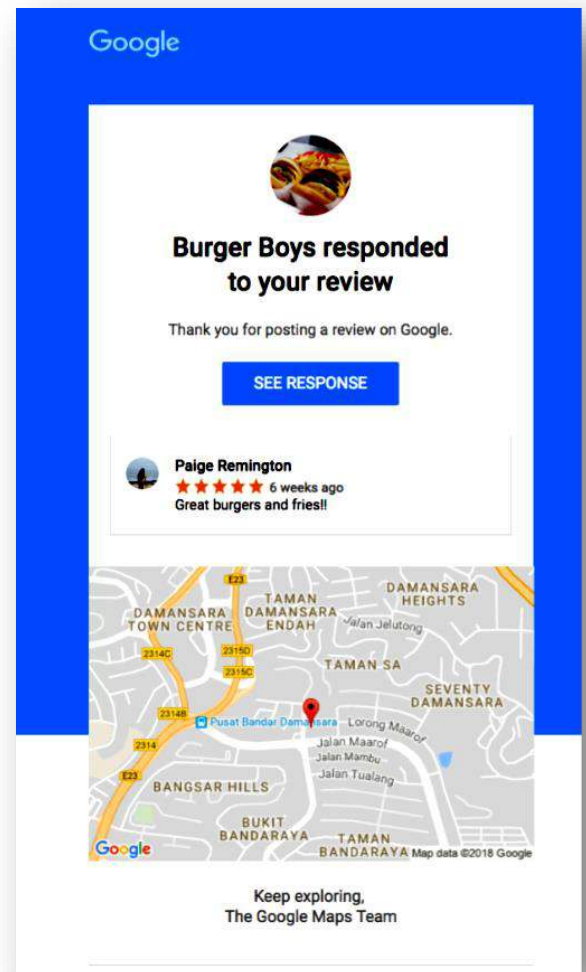 Google
Burger Boys responded
to your review
Thank you for posting a review on Google.
SEE RESPONSE
Paige Remington
6 weeks ago
Great burgers and fries!!
E23
TAMAN
DAMANSARA
ENDAH
DAMANSARA
HEIGHTS
DAMANSARA
TOWN CENTRE
Jalan Jelutong
2314C
2315D
2315C
TAMAN SA
SEVENTY
DAMANSARA
2314B
Pusat Bandar Damansara
Lorong Maarof
2314
Jalan Maarof
Jalan Mambu
E23
Jalan Tualang
BANGSAR HILLS
BUKIT
BANDARAYA
TAMAN
BANDARAYA
Google
Map data ©2018 Google
Keep exploring,
The Google Maps Team